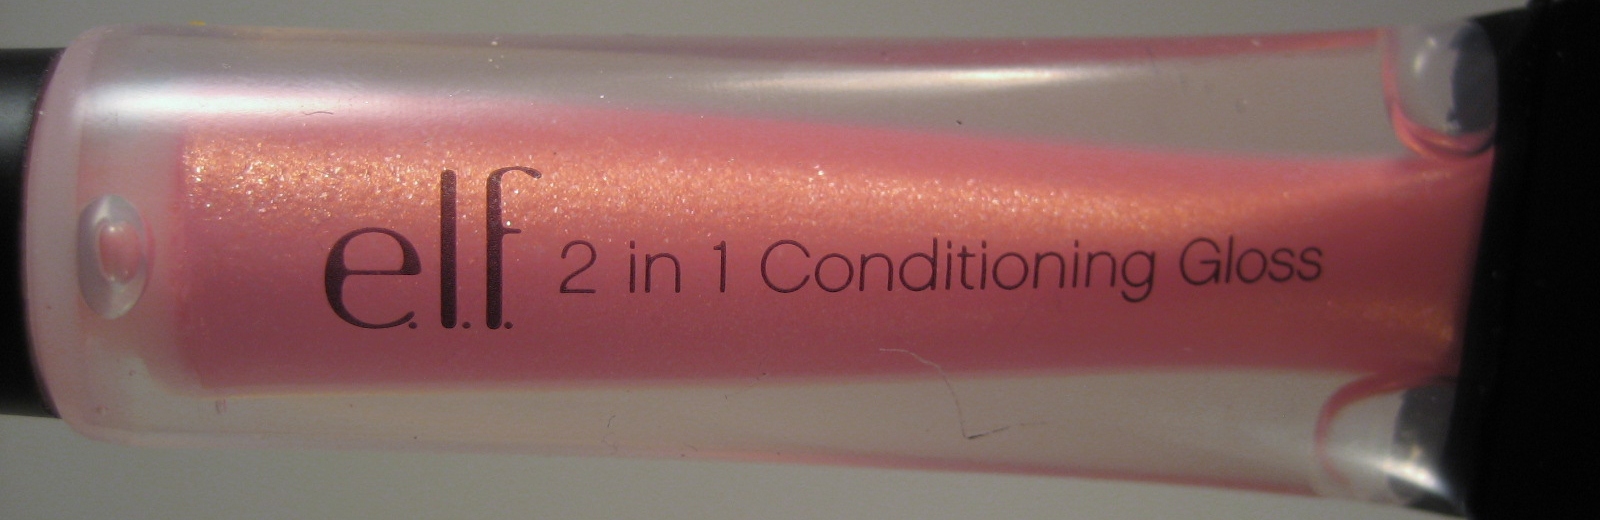 e.l.f. 2 in 1 Conditioning Gloss